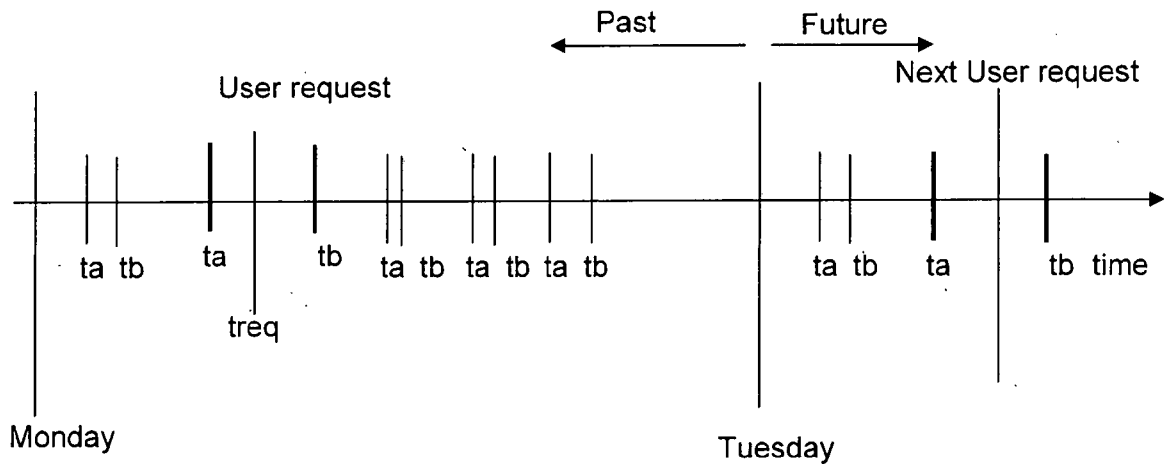 Past Future
User request Next User request
ta tb ta tb ta tb ta tb ta tb ta tb ta tb time
treq
Monday Tuesday